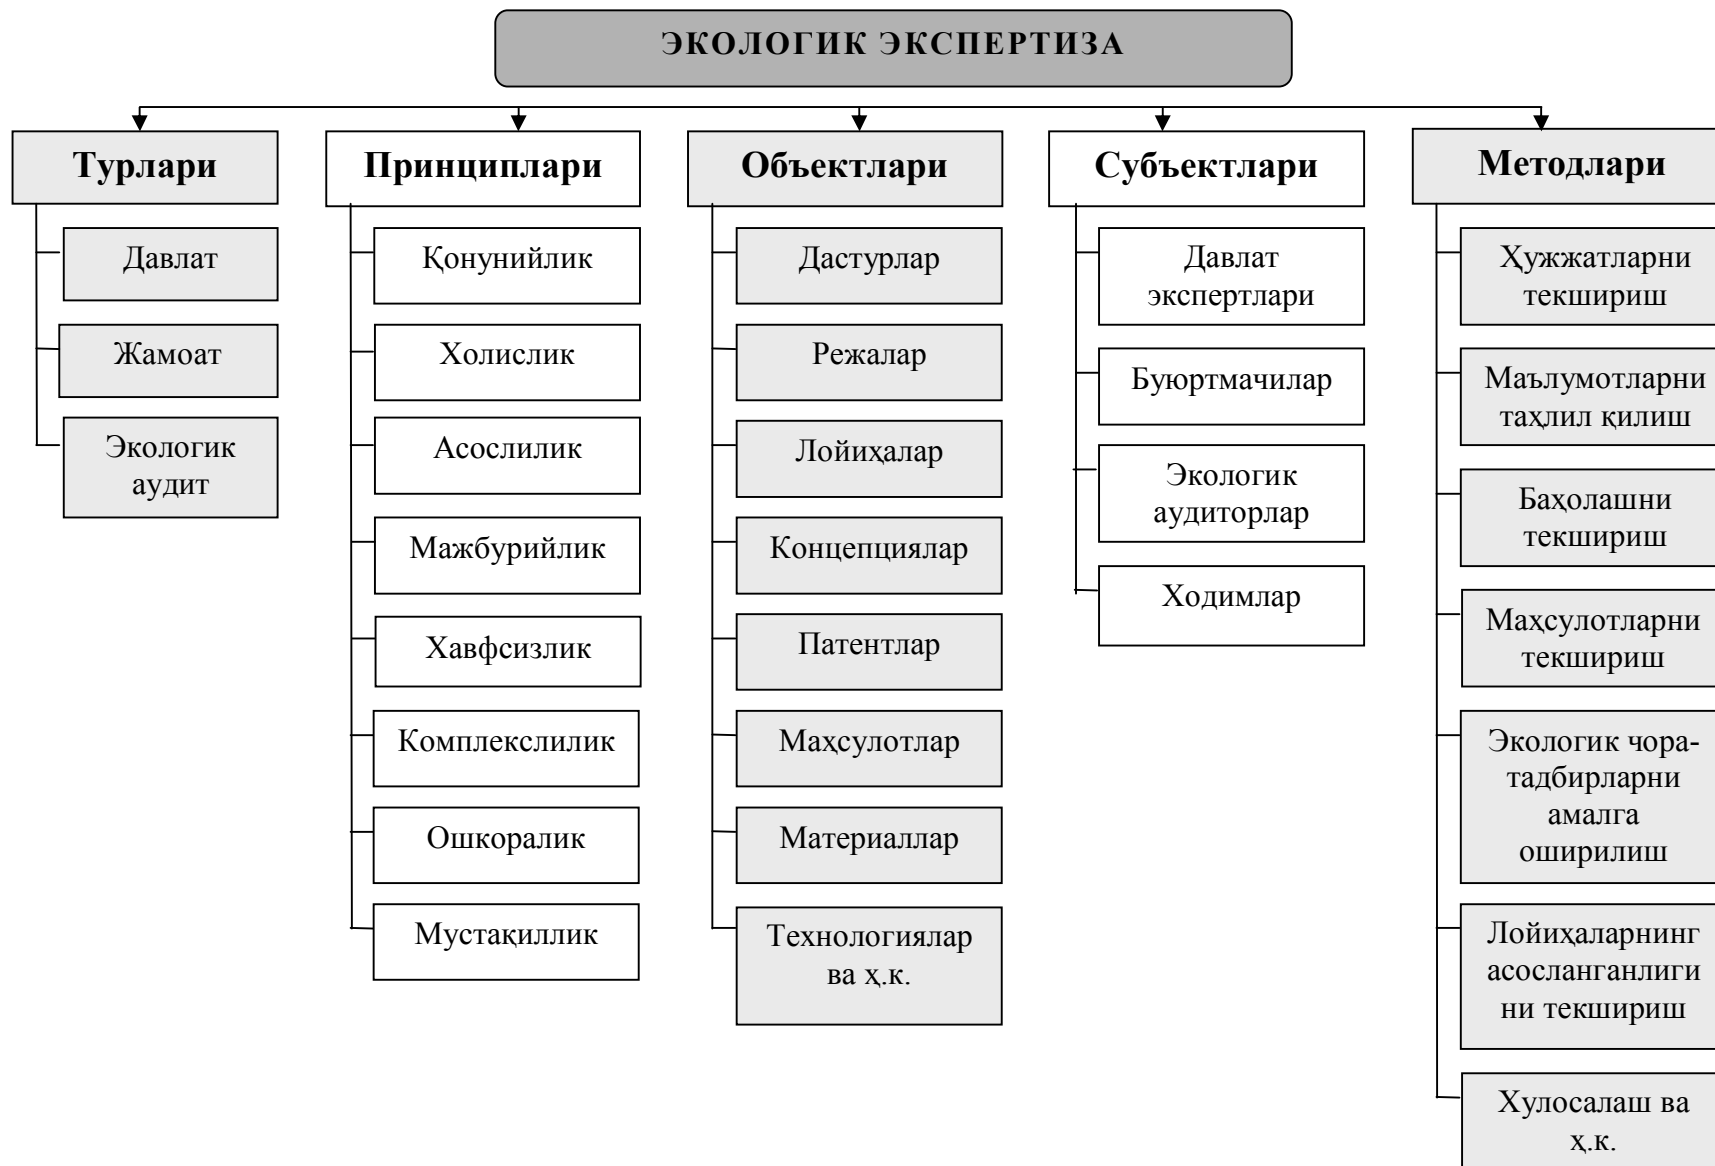 ЭКОЛОГИК ЭКСПЕРТИЗА
Турлари
Давлат
Жамоат
Экологик
аудит
Принциплари
Қонунийлик
Холислик
Асослилик
Мажбурийлик
Хавфсизлик
Комплекслилик
Ошкоралик
Мустақиллик
Объектлари
Дастурлар
Режалар
Лойиҳалар
Концепциялар
Патентлар
Маҳсулотлар
Материаллар
Технологиялар
ва ҳ.к.
Субъектлари
Давлат
экспертлари
Буюртмачилар
Экологик
аудиторлар
Ходимлар
Методлари
Ҳужжатларни
текшириш
Маълумотларни
таҳлил қилиш
Баҳолашни
текшириш
Маҳсулотларни
текшириш
Экологик чора-
тадбирларни
амалга
оширилиш
Лойиҳаларнинг
асосланганлиги
ни текшириш
Хулосалаш ва
ҳ.к.